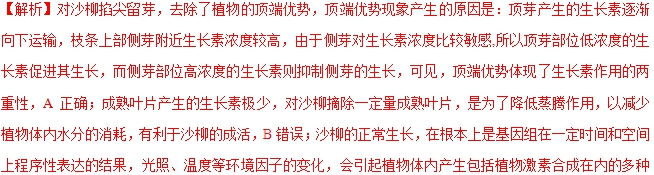 【解析】对沙柳掐尖留芽，去除了植物的顶端优势，顶端优势现象产生的原因是：顶芽产生的生长素逐渐
向下运输，枝条上部侧芽附近生长素浓度较高，由于侧芽对生长素浓度比较敏感,所以顶芽部位低浓度的生
长素促进其生长，而侧芽部位高浓度的生长素则抑制侧芽的生长，可见，顶端优势体现了生长素作用的两
重性，A 正确；成熟叶片产生的生长素极少，对沙柳摘除一定量成熟叶片，是为了降低蒸腾作用，以减少
植物体内水分的消耗，有利于沙柳的成活，B 错误；沙柳的正常生长，在根本上是基因组在一定时间和空间
上程序性表达的结果，光照、温度等环境因子的变化，会引起植物体内产生包括植物激素合成在内的多种